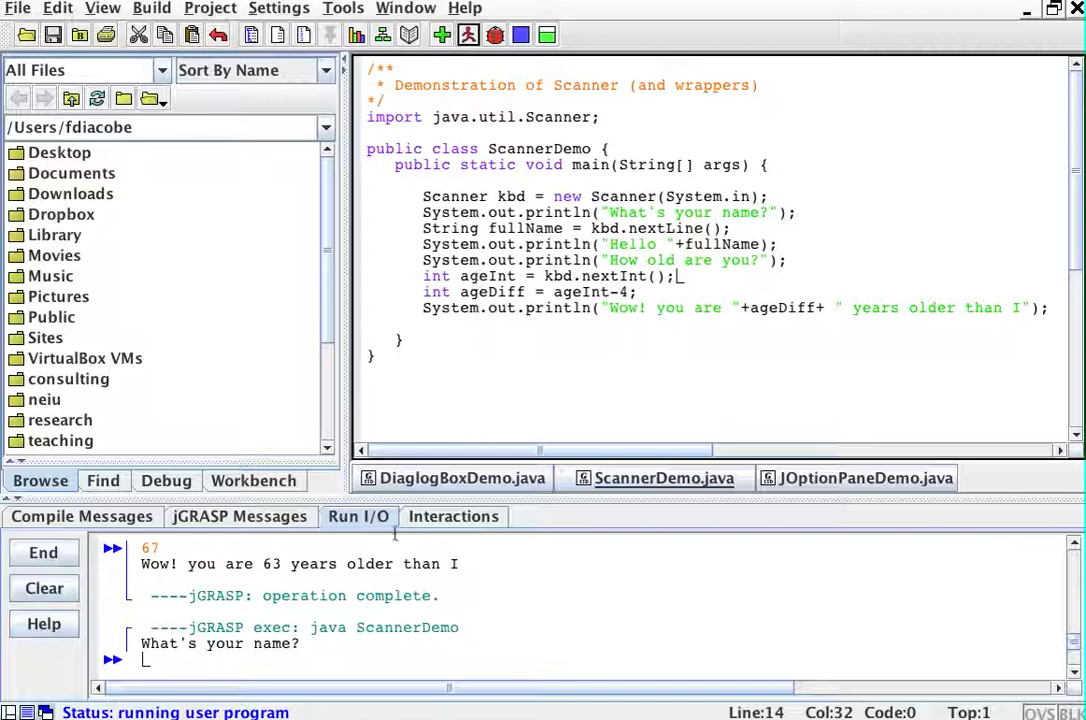 File Edit View Build Project Settings Tools Window Help
All Files
Sort By Name
/Users/fdiacobe
Desktop
Documents
Downloads
Dropbox
Library
Movies
Music
Pictures
Public
Sites
VirtualBox VMs
consulting
neiu
research
teaching
Browse Find Debug Workbench
/**
* Demonstration of Scanner (and wrappers)
*/
import java.util.Scanner;
public class ScannerDemo {
public static void main(String[] args) {
Scanner kbd = new Scanner(System.in);
System.out.println("What's your name?");
String fullName = kbd.nextLine();
System.out.println("Hello "+fullName);
System.out.println("How old are you?");
int ageInt = kbd.nextInt();
int ageDiff = ageInt-4;
System.out.println("Wow! you are "+ageDiff+ " years older than I");
}
}
DiaglogBoxDemo.java ScannerDemo.java JOptionPaneDemo.java
Compile Messages jGRASP Messages Run I/O Interactions
End
Clear
Help
67
Wow! you are 63 years older than I
----jGRASP: operation complete.
----jGRASP exec: java ScannerDemo
What's your name?
Status: running user program Line:14 Col:32 Code:0 Top:1 OVS BLK